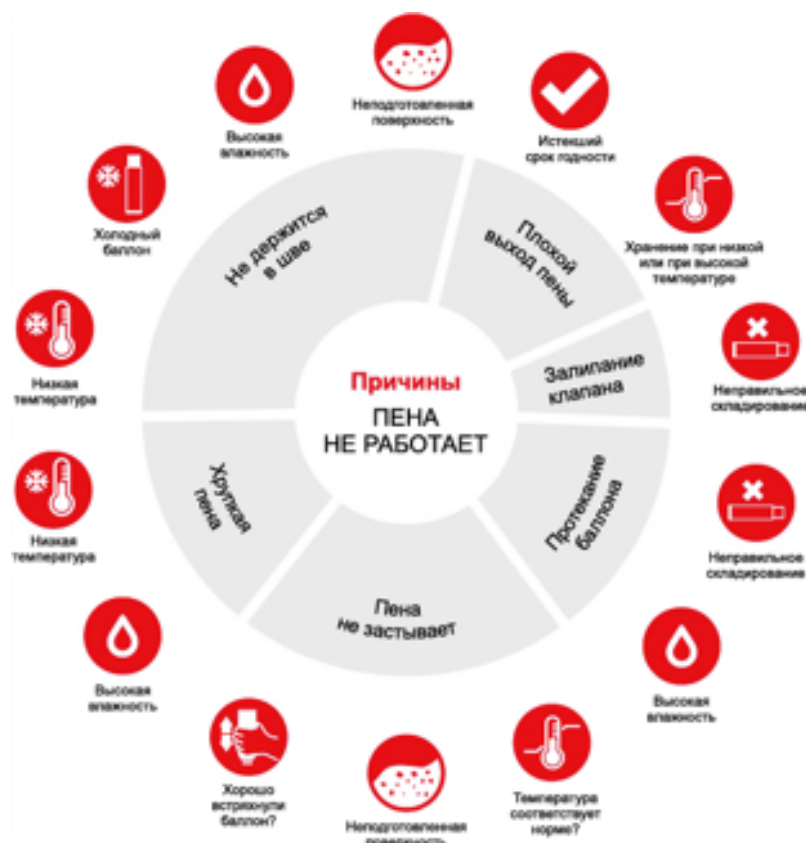 Неподготовленная
поверхность
Истекший
срок годности
Высокая
влажность
Холодный
баллон
Хранение при низкой
или при высокой
температуре
Не держится
в шве
Плохой
выход пены
Залипание
клапана
Неправильное
складирование
Низкая
температура
Причины
ПЕНА
НЕ РАБОТАЕТ
Хрупкая
пена
Протекание
баллона
Низкая
температура
Неправильное
складирование
Пена
не застывает
Высокая
влажность
Высокая
влажность
Хорошо
встряхнули
баллон?
Неподготовленная
поверхность
Температура
соответствует
норме?